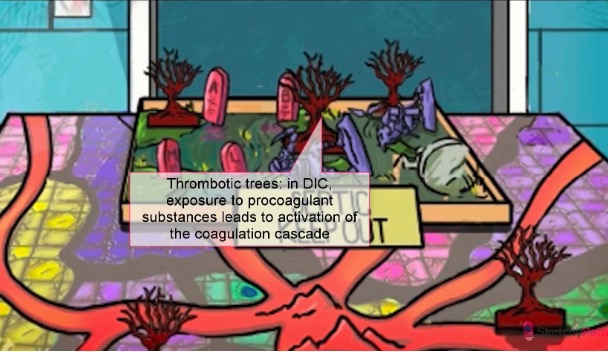 Thrombotic trees: in DIC,
exposure to procoagulant
substances leads to activation of
the coagulation cascade